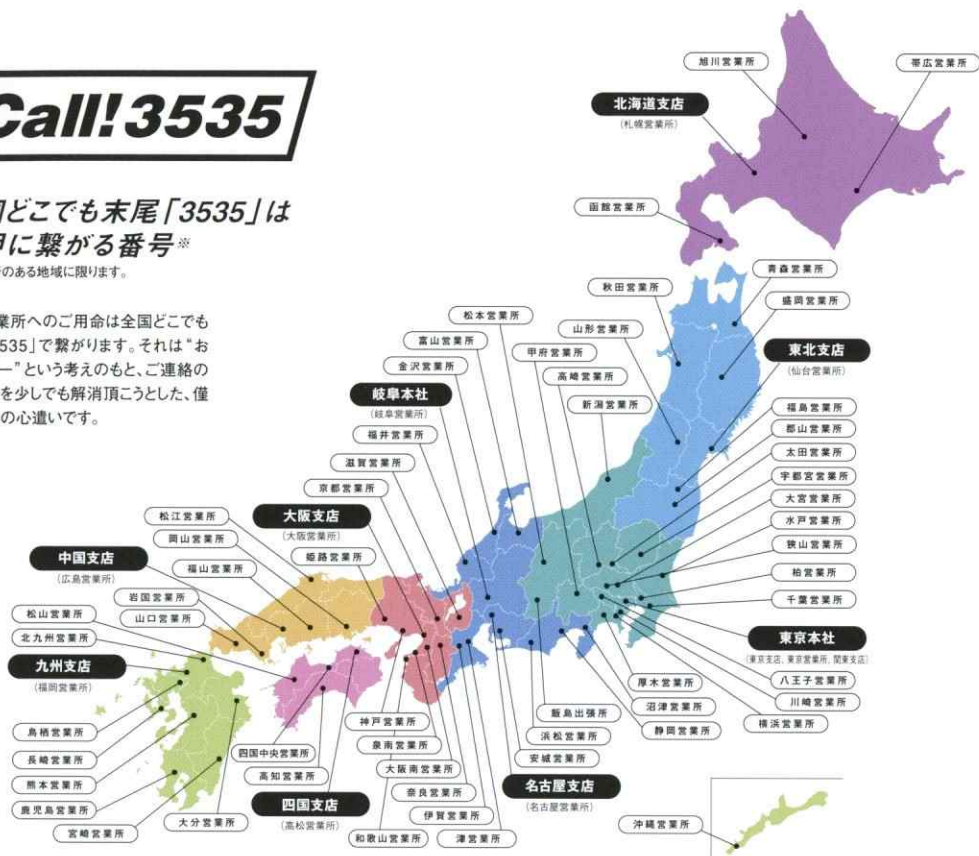 Call!3535
国どこでも末尾「3535」は
に繋がる番号※
のある地域に限ります。
業所へのご用命は全国どこでも
535」で繋がります。それは“お
ー”という考えのもと、ご連絡の
を少しでも解消頂こうとした、僅
の心遣いです。
旭川営業所
帯広営業所
北海道支店
(札幌営業所)
函館営業所
青森営業所
秋田営業所
盛岡営業所
松本営業所
山形営業所
富山営業所
甲府営業所
東北支店
(仙台営業所)
金沢営業所
高崎営業所
岐阜本社
(岐阜営業所)
新潟営業所
福島営業所
福井営業所
郡山営業所
太田営業所
滋賀営業所
宇都宮営業所
京都営業所
大宮営業所
松江営業所
大阪支店
(大阪営業所)
水戸営業所
岡山営業所
狭山営業所
中国支店
(広島営業所)
姫路営業所
福山営業所
柏営業所
岩国営業所
千葉営業所
松山営業所
山口営業所
北九州営業所
東京本社
(東京支店、東京営業所、関東支店)
九州支店
(福岡営業所)
八王子営業所
厚木営業所
川崎営業所
飯島出張所
沼津営業所
横浜営業所
鳥栖営業所
神戸営業所
浜松営業所
静岡営業所
長崎営業所
四国中央営業所
泉南営業所
安城営業所
熊本営業所
高知営業所
大阪南営業所
名古屋支店
(名古屋営業所)
鹿児島営業所
四国支店
(高松営業所)
奈良営業所
宮崎営業所
大分営業所
伊賀営業所
和歌山営業所
津営業所
沖縄営業所